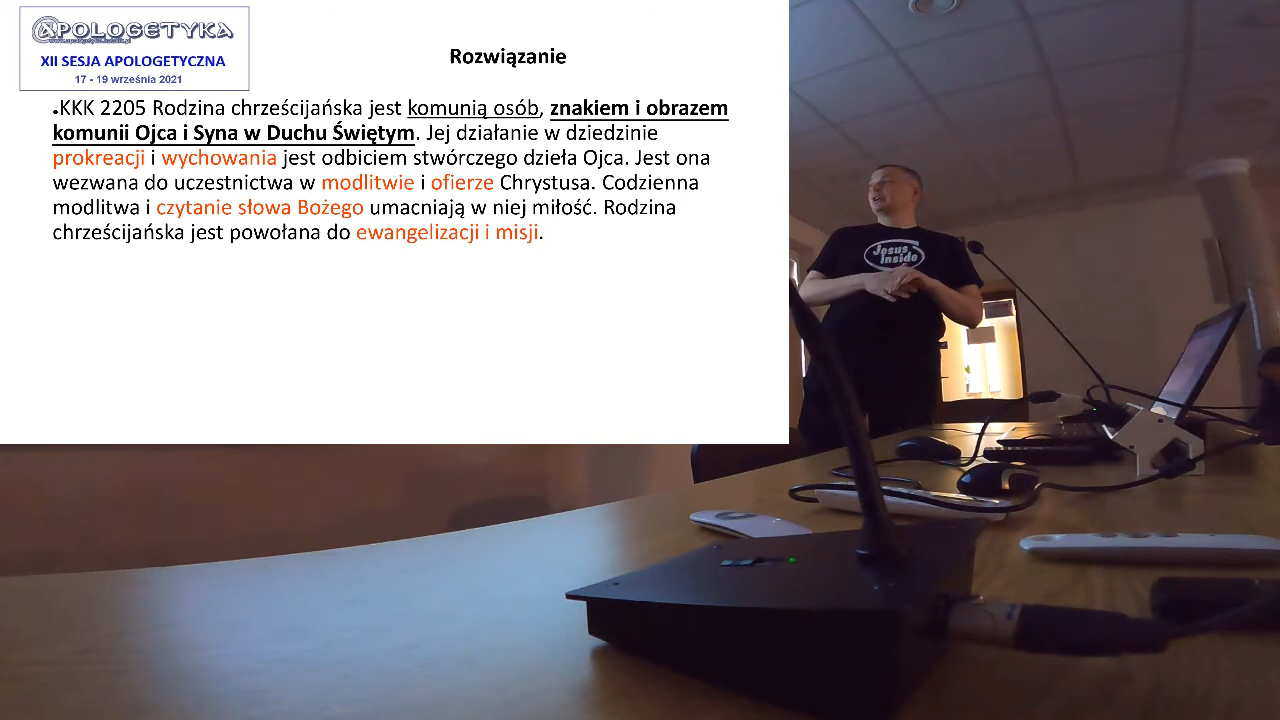 @POLOGETYKA
XII SESJA APOLOGETYCZNA
17 - 19 września 2021
Rozwiązanie
•KKK 2205 Rodzina chrześcijańska jest komunią osób, znakiem i obrazem
komunii Ojca i Syna w Duchu Świętym. Jej działanie w dziedzinie
prokreacji i wychowania jest odbiciem stwórczego dzieła Ojca. Jest ona
wezwana do uczestnictwa w modlitwie i ofierze Chrystusa. Codzienna
modlitwa i czytanie słowa Bożego umacniają w niej miłość. Rodzina
chrześcijańska jest powołana do ewangelizacji i misji.
Jesus
Inside